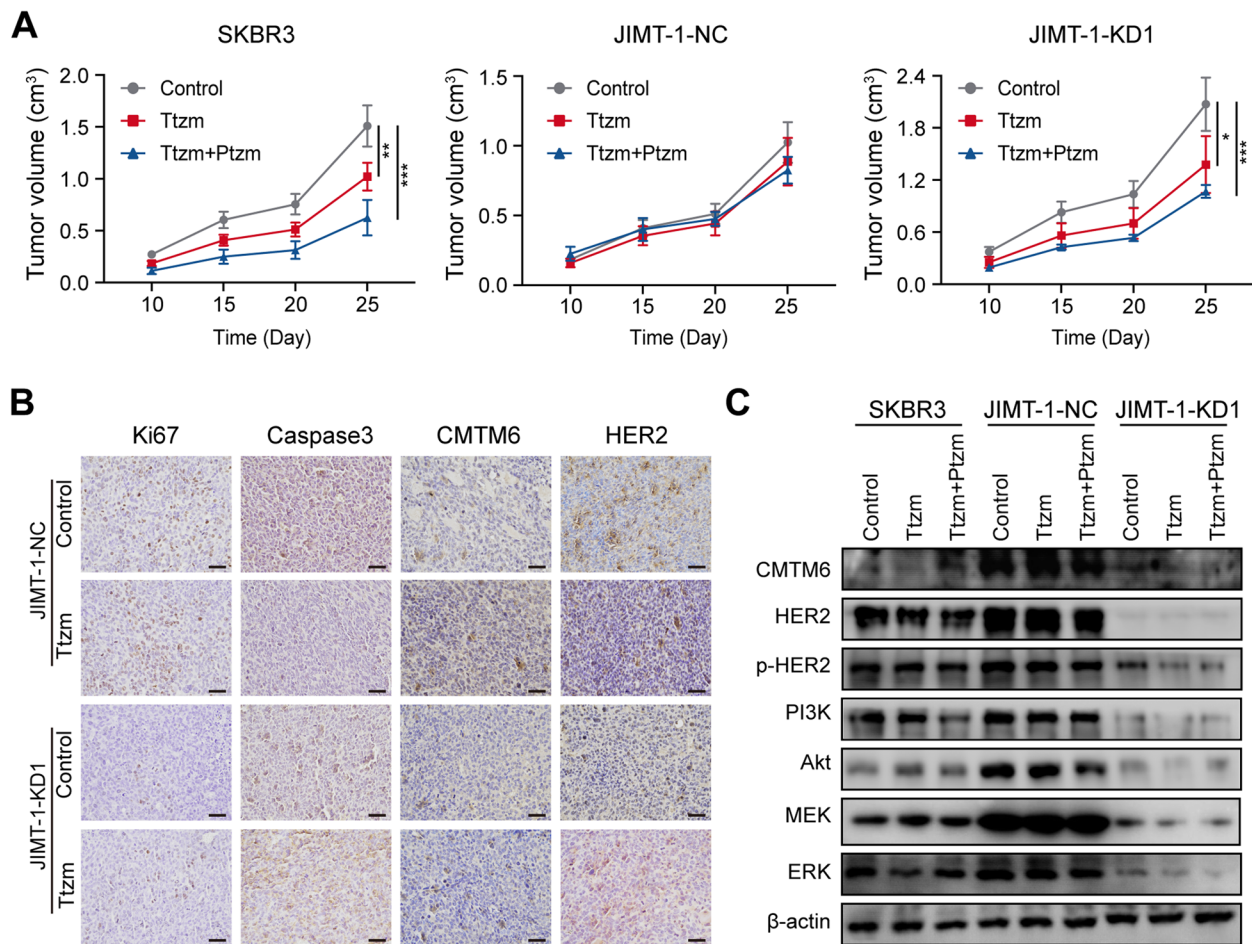 A
SKBR3
Tumor volume (cm³)
2.0
1.5
1.0
0.5
0.0
Control
Ttzm
Ttzm+Ptzm
**
***
10 15 20 25
Time (Day)
JIMT-1-NC
Tumor volume (cm³)
1.5
1.0
0.5
0.0
Control
Ttzm
Ttzm+Ptzm
10 15 20 25
Time (Day)
JIMT-1-KD1
Tumor volume (cm³)
2.4
1.8
1.2
0.6
0.0
Control
Ttzm
Ttzm+Ptzm
*
***
10 15 20 25
Time (Day)
B
Ki67 Caspase3 CMTM6 HER2
JIMT-1-NC
Control
Ttzm
JIMT-1-KD1
Control
Ttzm
C
SKBR3 JIMT-1-NC JIMT-1-KD1
Control Ttzm Ttzm+Ptzm Control Ttzm Ttzm+Ptzm Control Ttzm Ttzm+Ptzm
CMTM6
HER2
p-HER2
PI3K
Akt
MEK
ERK
β-actin